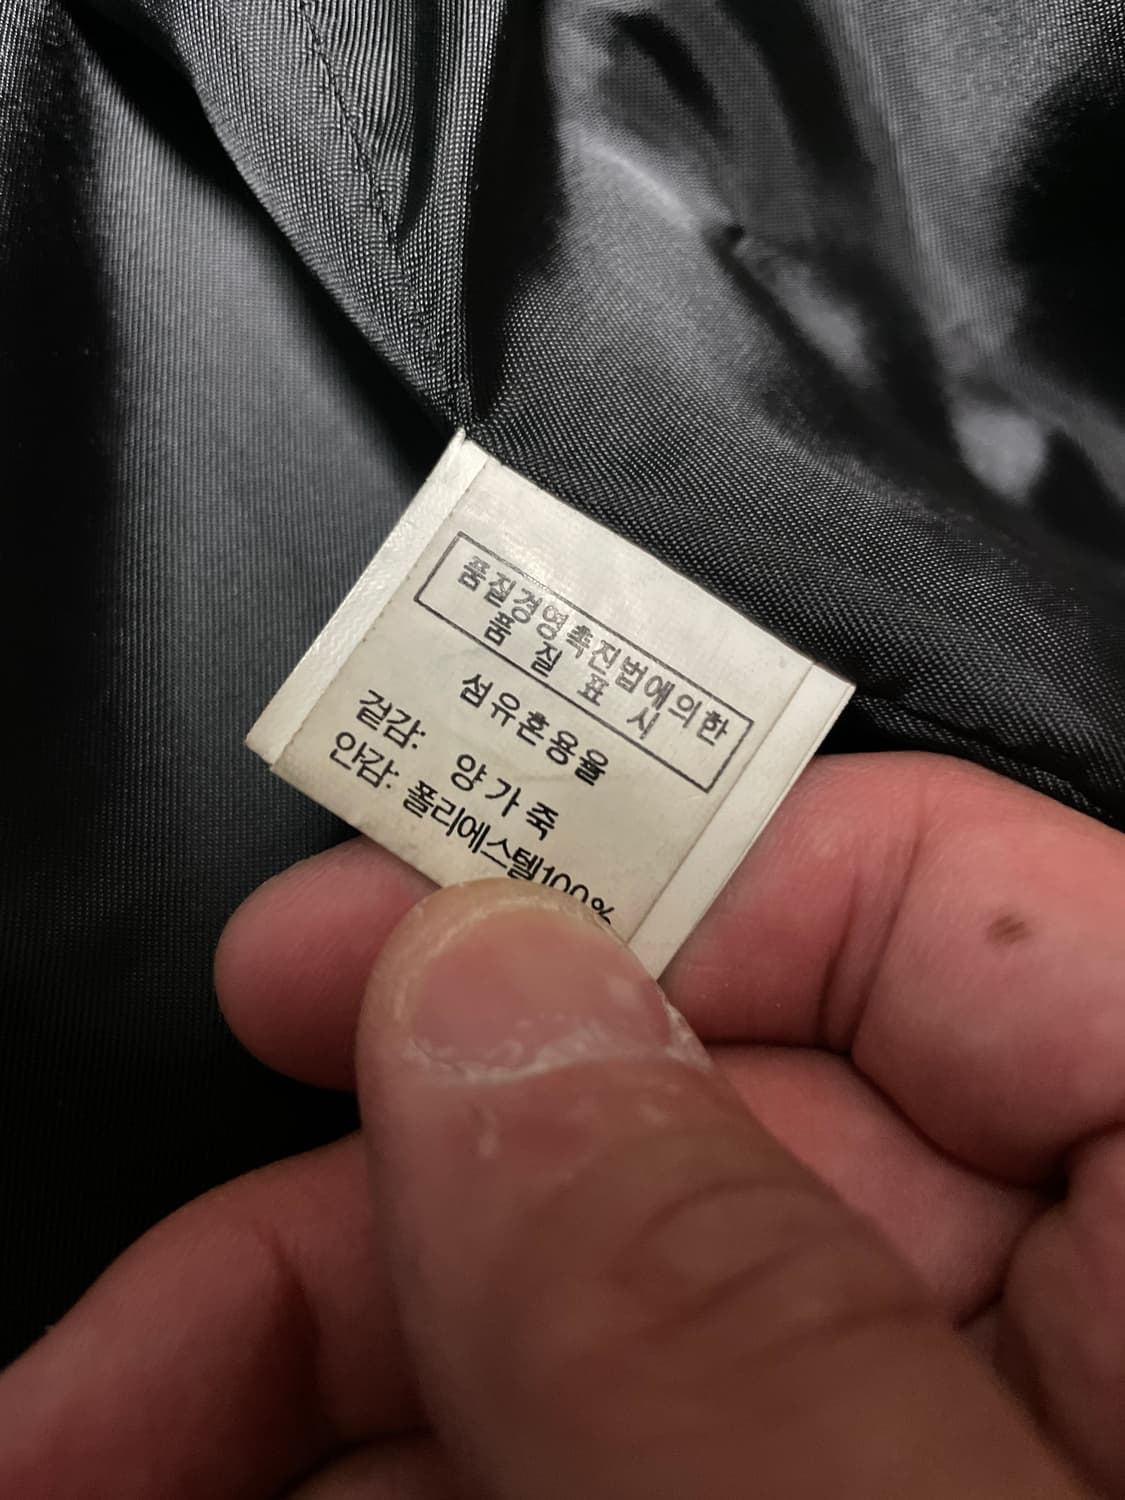 품질경영촉진법에의한
품 질 표 시
섬유혼용율
겉감: 양가죽
안감: 폴리에스텔100%